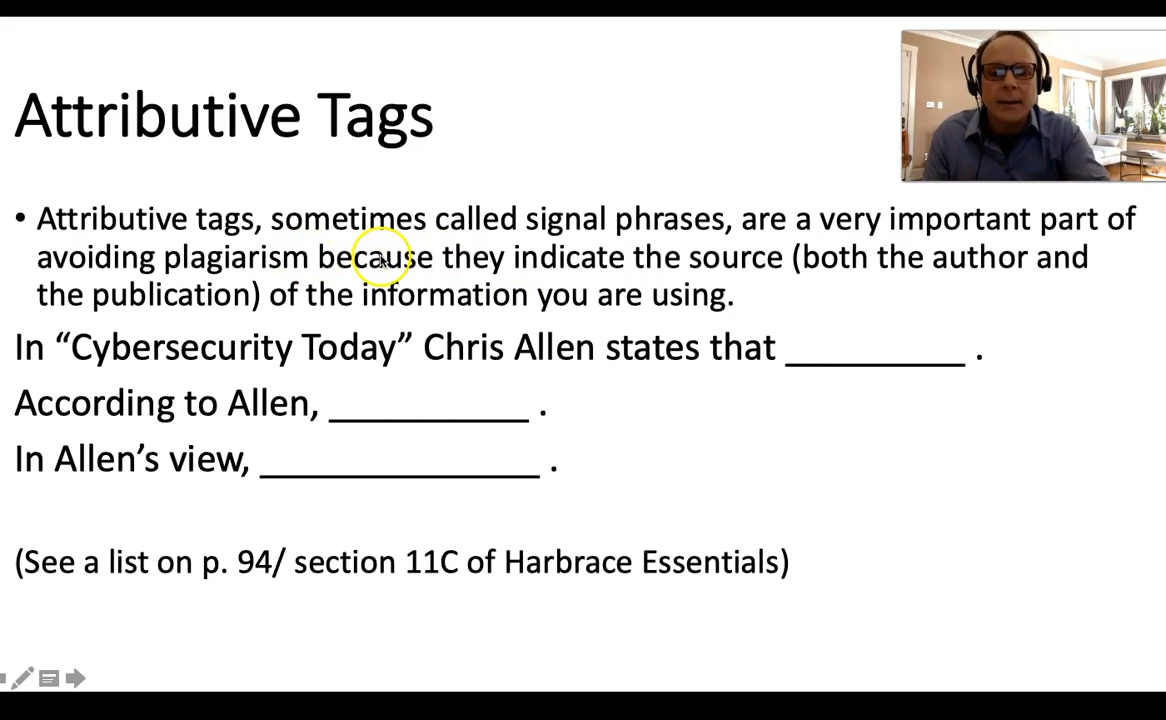 Attributive Tags
• Attributive tags, sometimes called signal phrases, are a very important part of
avoiding plagiarism because they indicate the source (both the author and
the publication) of the information you are using.
In “Cybersecurity Today” Chris Allen states that __________ .
According to Allen, ___________ .
In Allen’s view, _______________ .
(See a list on p. 94/ section 11C of Harbrace Essentials)